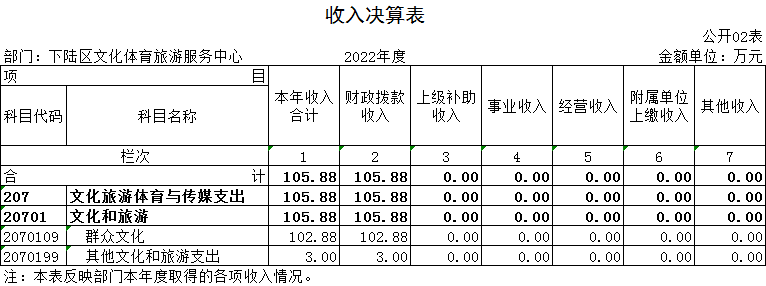 收入决算表
公开02表
部门：下陆区文化体育旅游服务中心 2022年度 金额单位：万元
项 目 本年收入合计 财政拨款收入 上级补助收入 事业收入 经营收入 附属单位上缴收入 其他收入
科目代码 科目名称
栏次 1 2 3 4 5 6 7
合 计 105.88 105.88 0.00 0.00 0.00 0.00 0.00
207 文化旅游体育与传媒支出 105.88 105.88 0.00 0.00 0.00 0.00 0.00
20701 文化和旅游 105.88 105.88 0.00 0.00 0.00 0.00 0.00
2070109 群众文化 102.88 102.88 0.00 0.00 0.00 0.00 0.00
2070199 其他文化和旅游支出 3.00 3.00 0.00 0.00 0.00 0.00 0.00
注：本表反映部门本年度取得的各项收入情况。